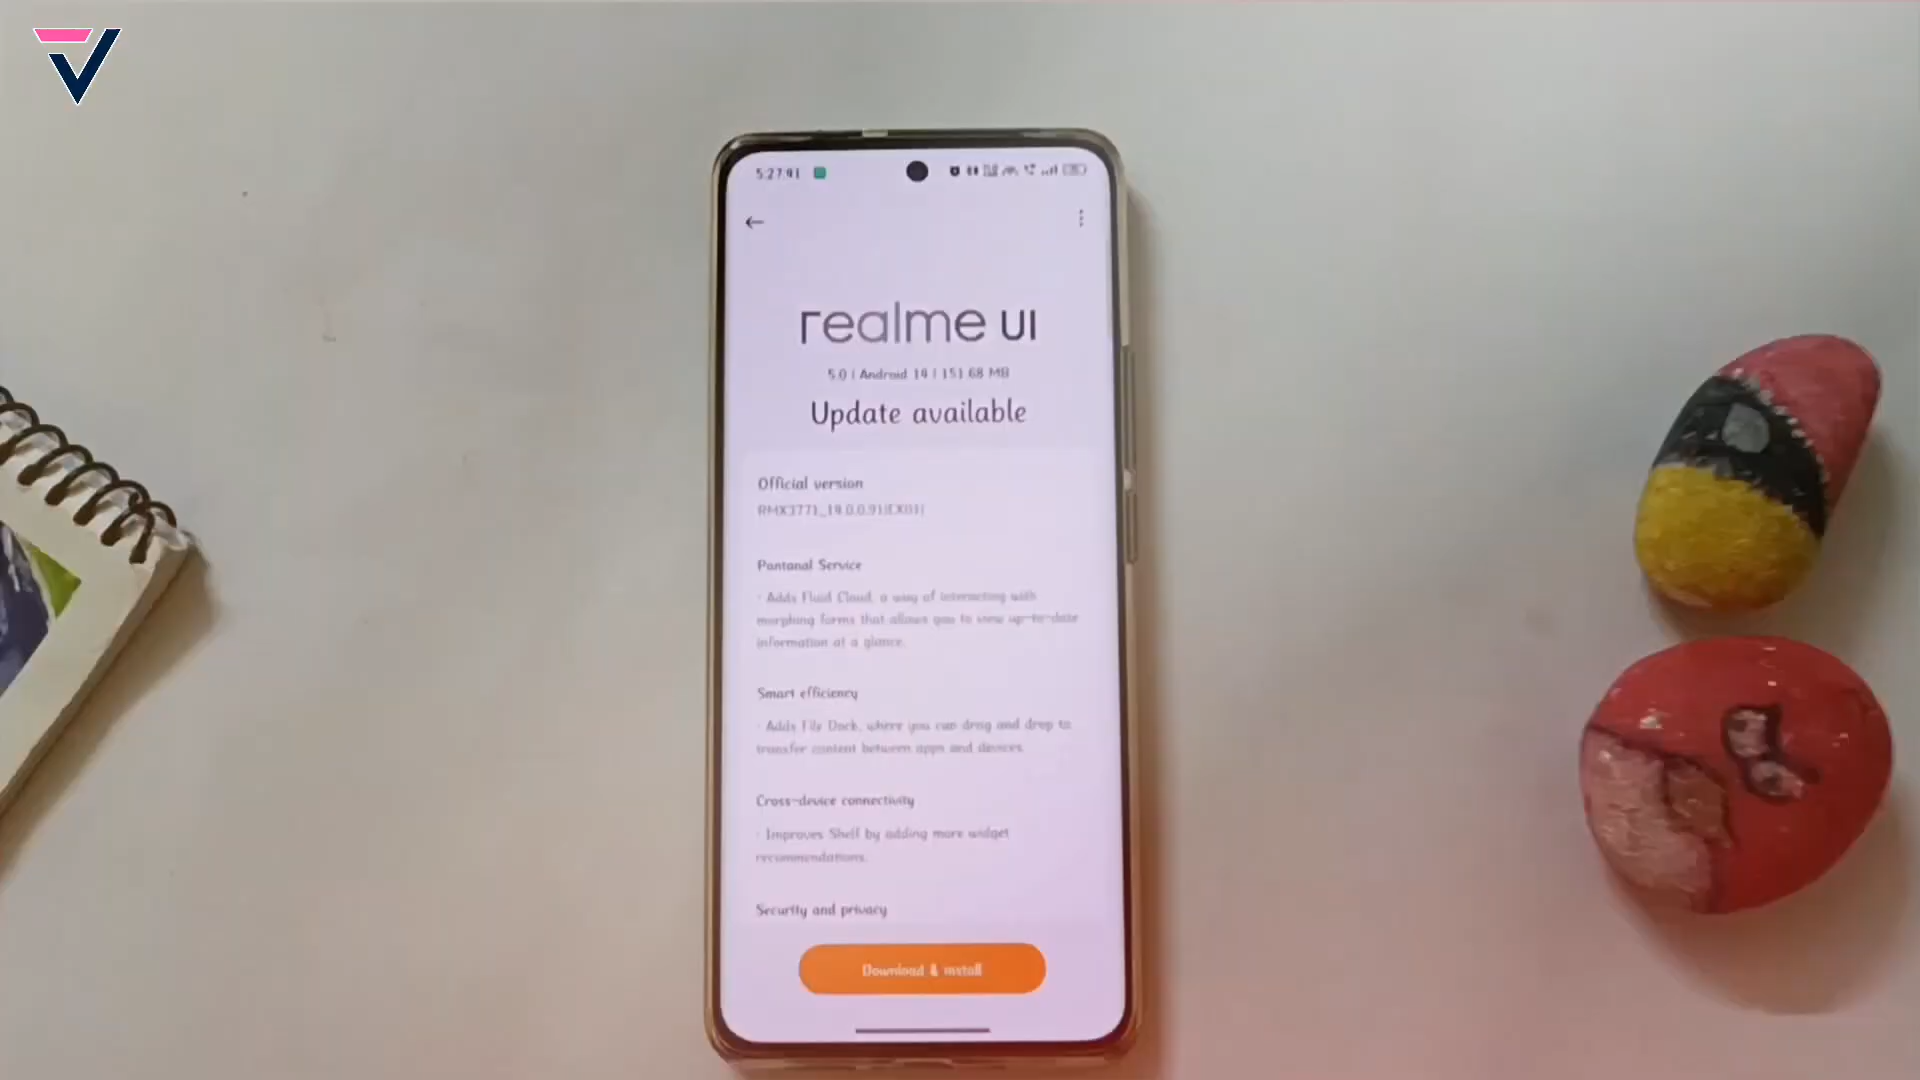 5:27
realme UI
5.0 | Android 14 | 151.68 MB
Update available
Official version
Pantanal Service
· Adds Fluid Cloud, a way of interacting with
morphing forms that allows you to view up-to-date
information at a glance.
Smart efficiency
· Adds File Dock, where you can drag and drop to
transfer content between apps and devices.
Cross-device connectivity
· Improves Shelf by adding more widget
recommendations.
Security and privacy
Download & install